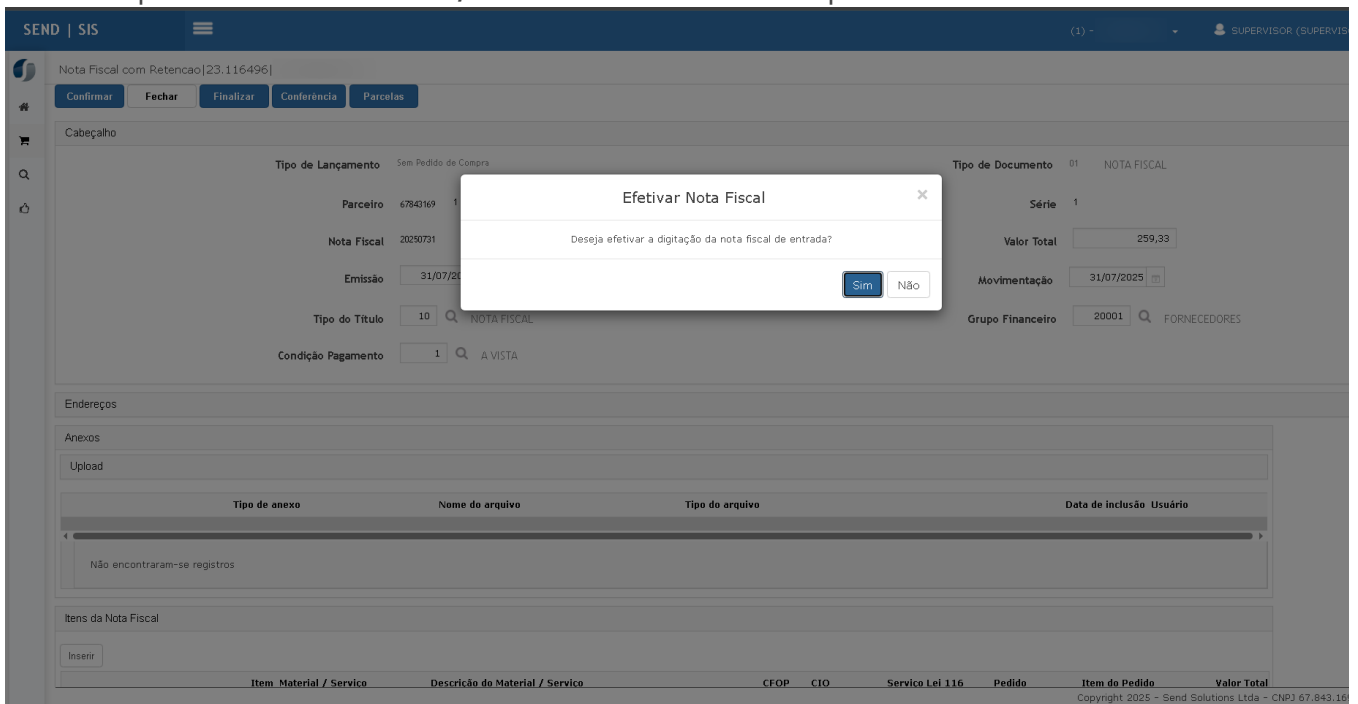 SEND | SIS
(1) -
SUPERVISOR (SUPERVISO
Nota Fiscal com Retencao|23.116496|
Confirmar Fechar Finalizar Conferência Parcelas
Cabeçalho
Tipo de Lançamento Sem Pedido de Compra Tipo de Documento 01 NOTA FISCAL
Efetivar Nota Fiscal ×
Parceiro 67843169 1 Série 1
Nota Fiscal 20250731 Deseja efetivar a digitação da nota fiscal de entrada? Valor Total 259,33
Emissão 31/07/20 Sim Não Movimentação 31/07/2025
Tipo do Título 10 NOTA FISCAL Grupo Financeiro 20001 FORNECEDORES
Condição Pagamento 1 A VISTA
Endereços
Anexos
Upload
Tipo de anexo Nome do arquivo Tipo do arquivo Data de inclusão Usuário
Não encontraram-se registros
Itens da Nota Fiscal
Inserir
Item Material / Servico Descrição do Material / Servico CFOP CIO Servico Lei 116 Pedido Item do Pedido Valor Total
Copyright 2025 - Send Solutions Ltda - CNPJ 67.843.16